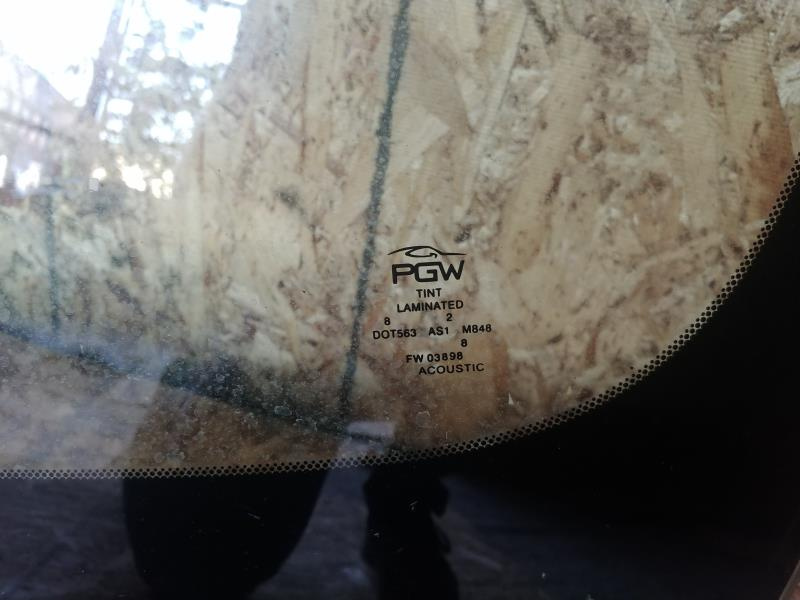 PGW
TINT
LAMINATED
8 2
DOT563 AS1 M848
8
FW 03898
ACOUSTIC